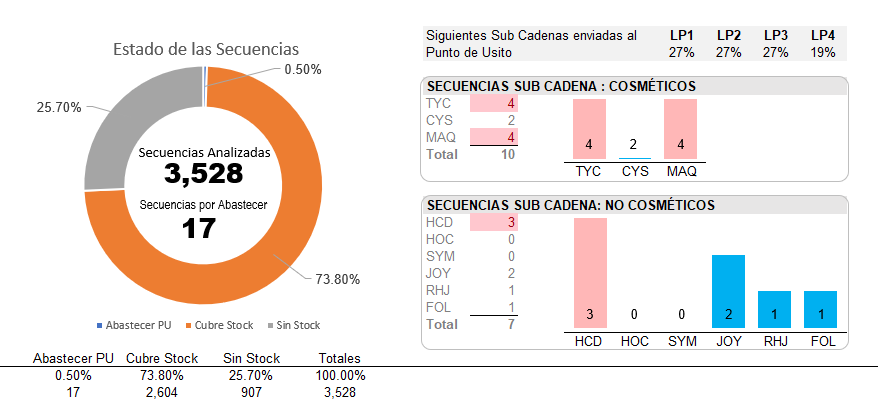 Estado de las Secuencias
0.50%
25.70%
Secuencias Analizadas
3,528
Secuencias por Abastecer
17
73.80%
Abastecer PU Cubre Stock Sin Stock
Abastecer PU Cubre Stock Sin Stock Totales
0.50% 73.80% 25.70% 100.00%
17 2,604 907 3,528
Siguientes Sub Cadenas enviadas al LP1 LP2 LP3 LP4
Punto de Usito 27% 27% 27% 19%
SECUENCIAS SUB CADENA : COSMÉTICOS
TYC 4
CYS 2
MAQ 4
Total 10
4 2 4
TYC CYS MAQ
SECUENCIAS SUB CADENA: NO COSMÉTICOS
HCD 3
HOC 0
SYM 0
JOY 2
RHJ 1
FOL 1
Total 7
3 0 0 2 1 1
HCD HOC SYM JOY RHJ FOL